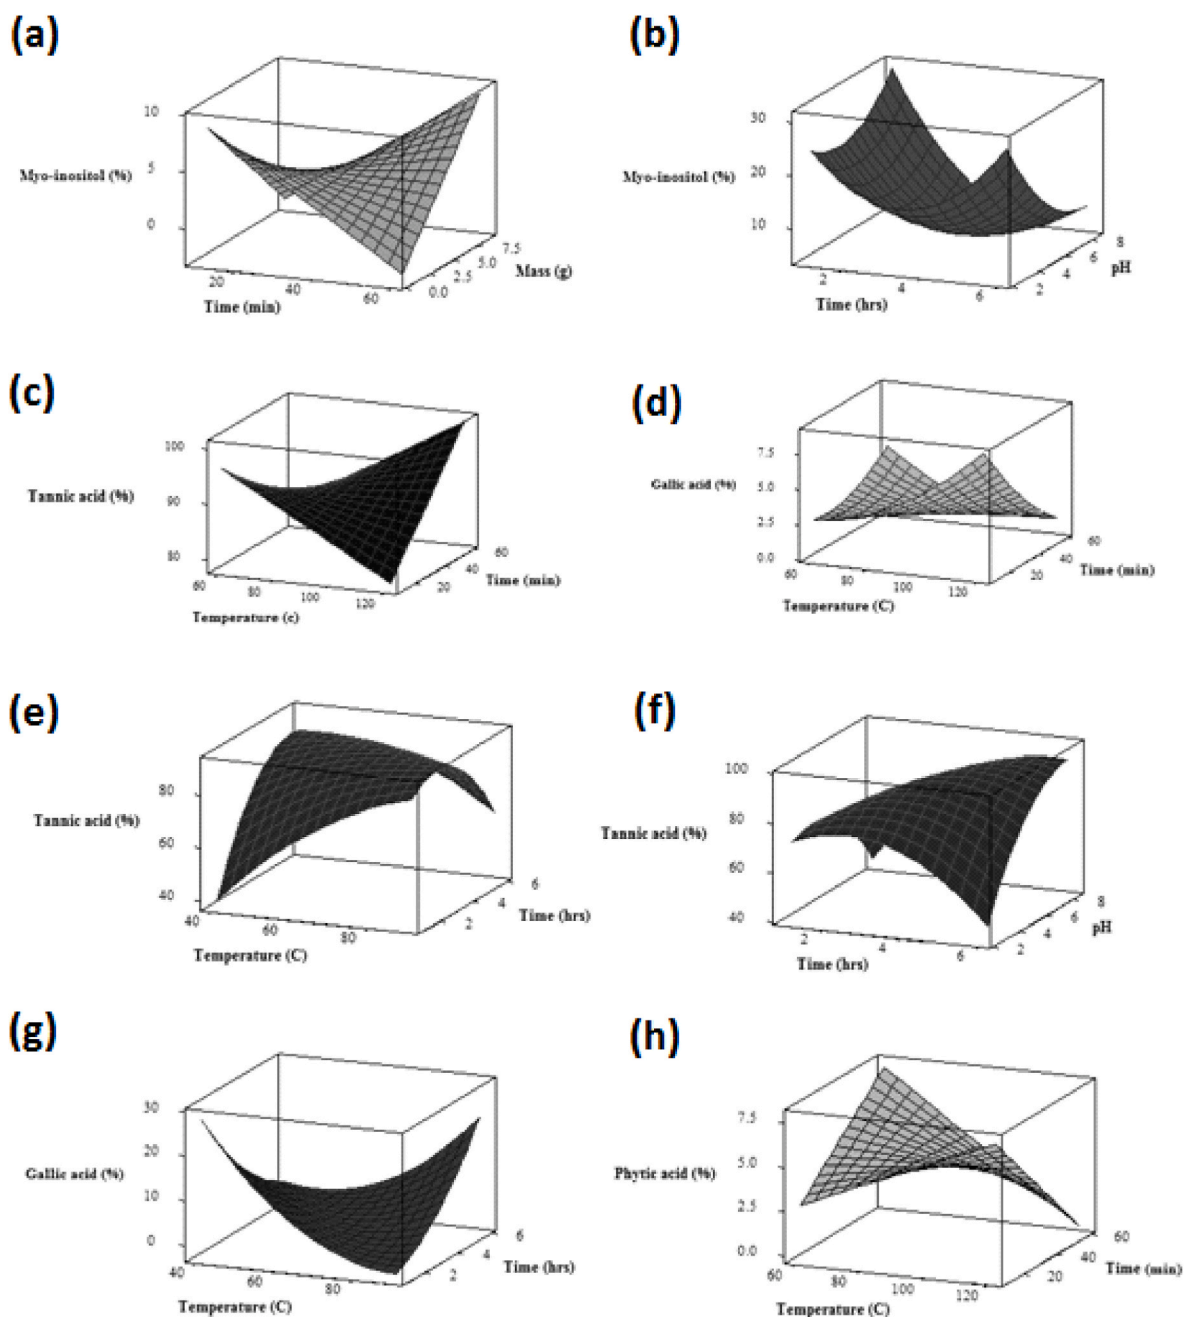 (a)
10
5
0
Myo-inositol (%)
20
40
60
Time (min)
0.0
2.5
5.0
7.5
Mass (g)
(b)
30
20
10
Myo-inositol (%)
2
4
6
Time (hrs)
2
4
6
8
pH
(c)
100
90
80
Tannic acid (%)
60
80
100
120
Temperature (c)
20
40
60
Time (min)
(d)
7.5
5.0
2.5
0.0
Gallic acid (%)
60
80
100
120
Temperature (C)
20
40
60
Time (min)
(e)
80
60
40
Tannic acid (%)
40
60
80
Temperature (C)
2
4
6
Time (hrs)
(f)
100
80
60
40
Tannic acid (%)
2
4
6
Time (hrs)
2
4
6
8
pH
(g)
30
20
10
0
Gallic acid (%)
40
60
80
Temperature (C)
2
4
6
Time (hrs)
(h)
7.5
5.0
2.5
0.0
Phytic acid (%)
60
80
100
120
Temperature (C)
20
40
60
Time (min)